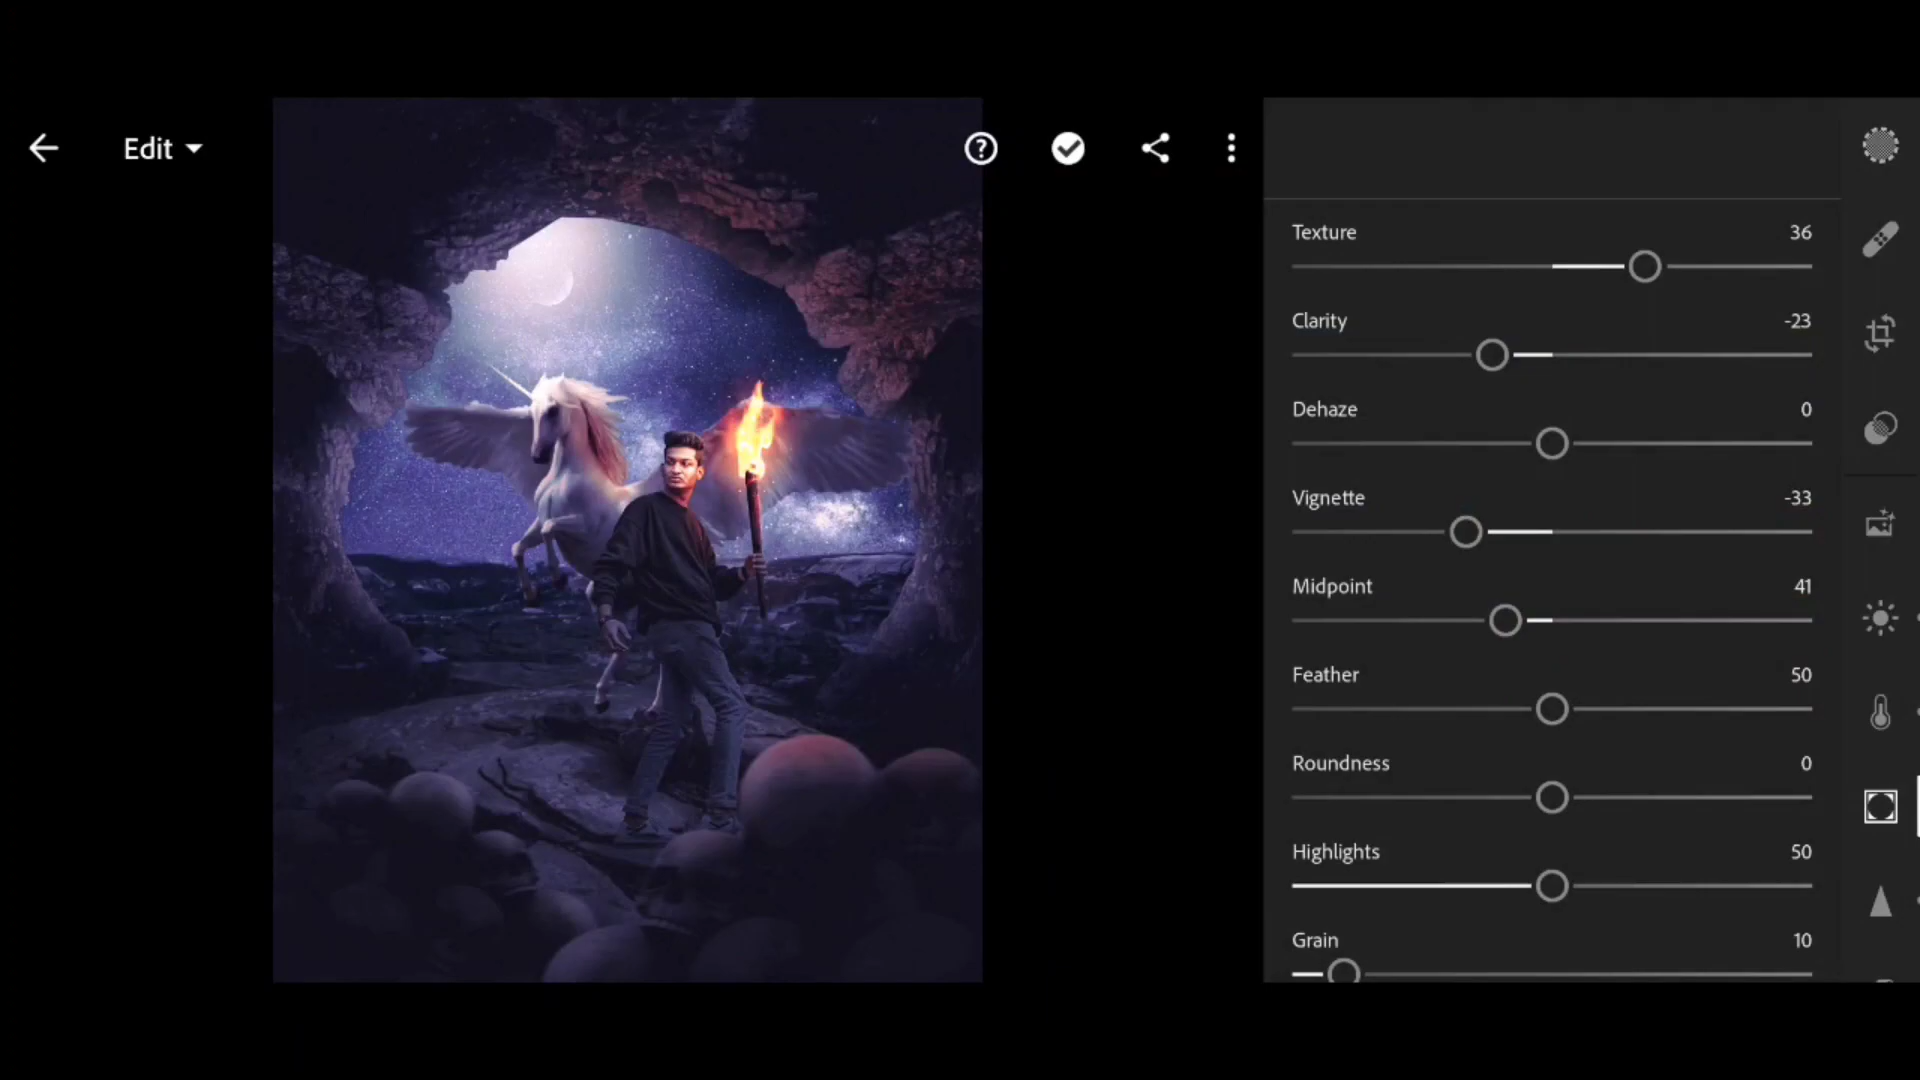 Edit
Texture 36
Clarity -23
Dehaze 0
Vignette -33
Midpoint 41
Feather 50
Roundness 0
Highlights 50
Grain 10